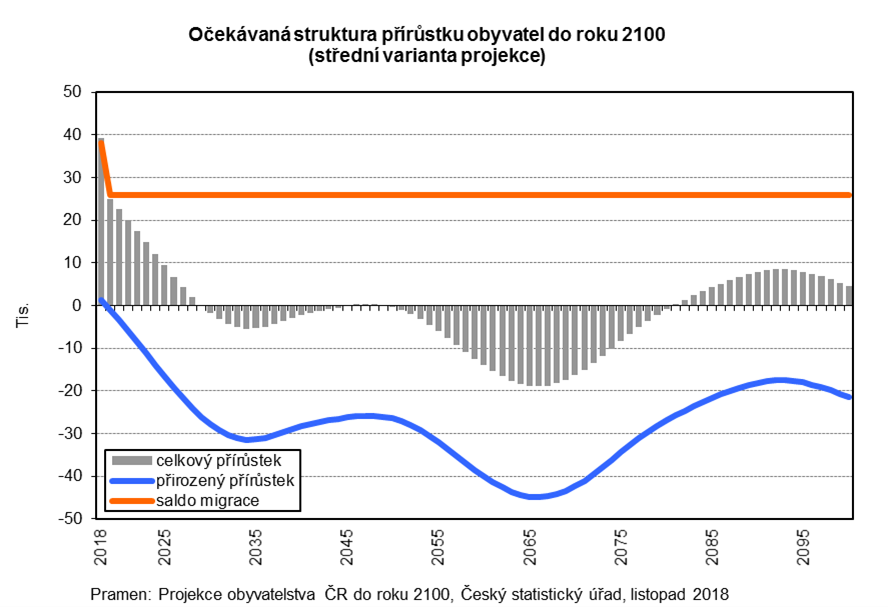 Očekávaná struktura přírůstku obyvatel do roku 2100
(střední varianta projekce)
50
40
30
20
10
0
-10
-20
-30
-40
-50
Tis.
celkový přírůstek
přirozený přírůstek
saldo migrace
2018
2025
2035
2045
2055
2065
2075
2085
2095
Pramen: Projekce obyvatelstva ČR do roku 2100, Český statistický úřad, listopad 2018